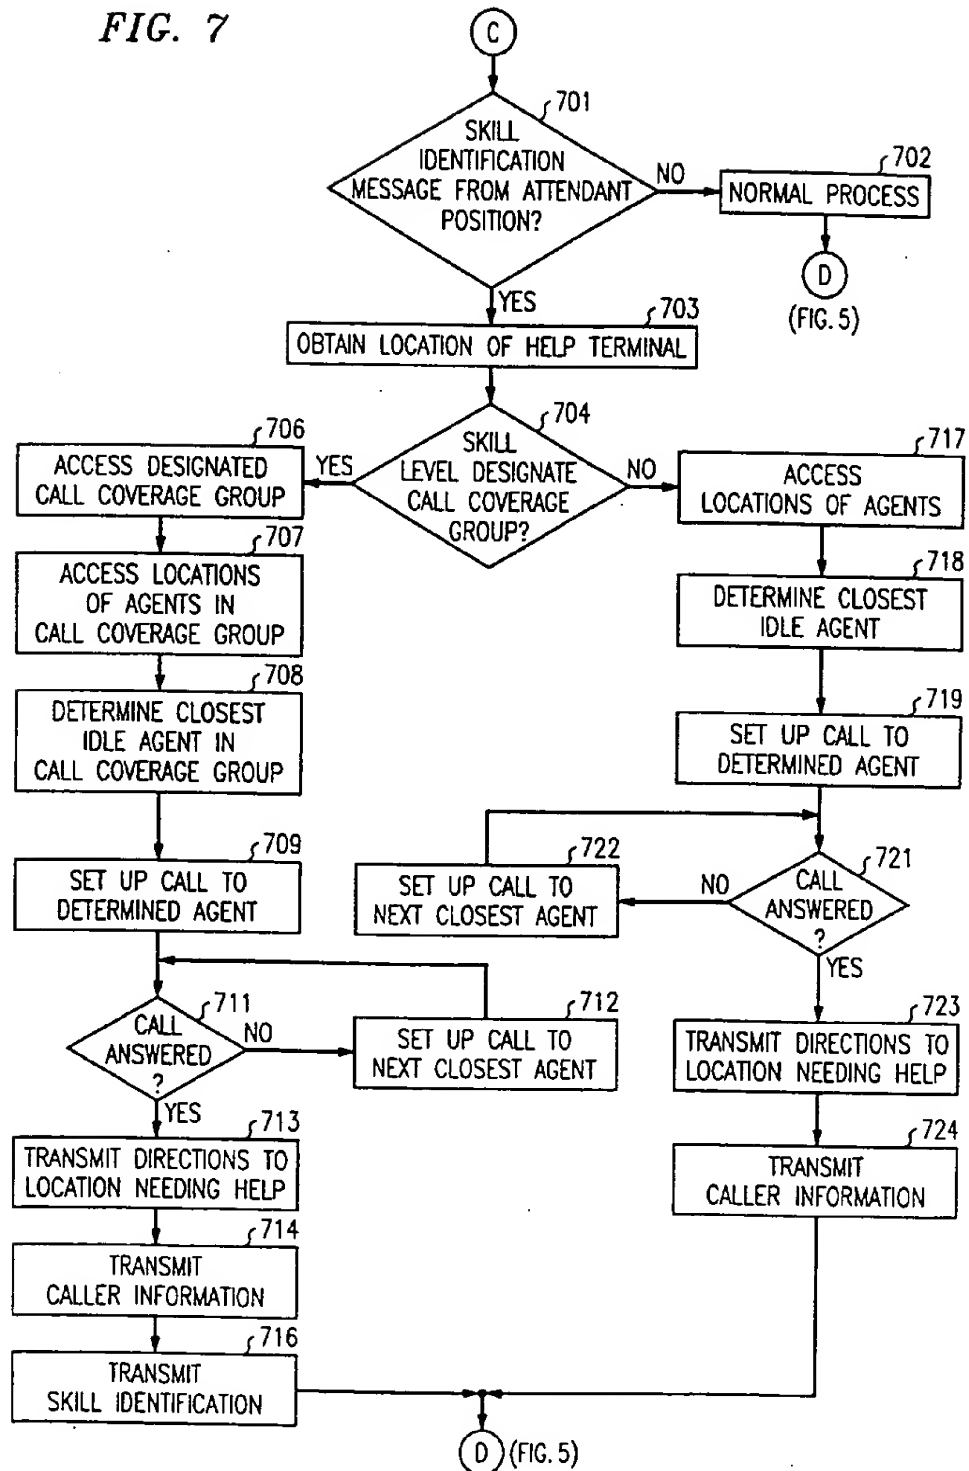 FIG. 7
C
701
SKILL
IDENTIFICATION
MESSAGE FROM ATTENDANT
POSITION?
NO
702
NORMAL PROCESS
D
(FIG. 5)
YES
703
OBTAIN LOCATION OF HELP TERMINAL
704
SKILL
LEVEL DESIGNATE
CALL COVERAGE
GROUP?
YES
NO
706
ACCESS DESIGNATED
CALL COVERAGE GROUP
707
ACCESS LOCATIONS
OF AGENTS IN
CALL COVERAGE GROUP
708
DETERMINE CLOSEST
IDLE AGENT IN
CALL COVERAGE GROUP
709
SET UP CALL TO
DETERMINED AGENT
711
CALL
ANSWERED
?
NO
712
SET UP CALL TO
NEXT CLOSEST AGENT
YES
713
TRANSMIT DIRECTIONS TO
LOCATION NEEDING HELP
714
TRANSMIT
CALLER INFORMATION
716
TRANSMIT
SKILL IDENTIFICATION
717
ACCESS
LOCATIONS OF AGENTS
718
DETERMINE CLOSEST
IDLE AGENT
719
SET UP CALL TO
DETERMINED AGENT
721
CALL
ANSWERED
?
NO
722
SET UP CALL TO
NEXT CLOSEST AGENT
YES
723
TRANSMIT DIRECTIONS TO
LOCATION NEEDING HELP
724
TRANSMIT
CALLER INFORMATION
D
(FIG. 5)